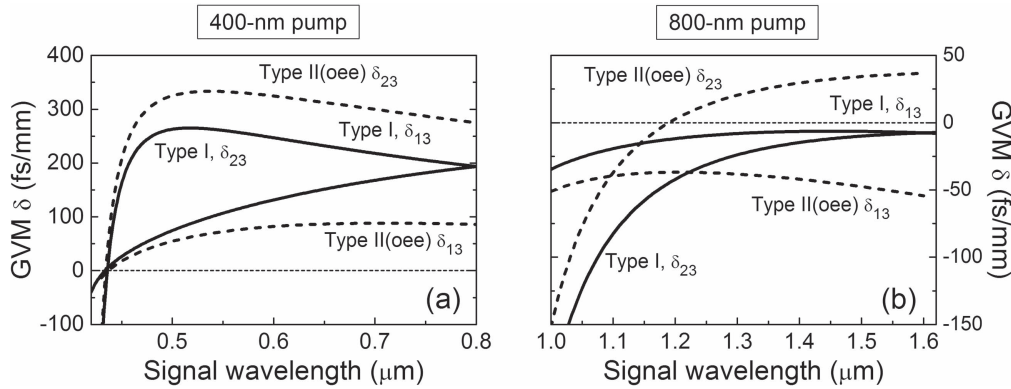 400-nm pump
800-nm pump
400
300
200
100
0
-100
GVM δ (fs/mm)
Type II(oee) δ23
Type I, δ13
Type I, δ23
Type II(oee) δ13
(a)
0.5
0.6
0.7
0.8
Signal wavelength (μm)
Type II(oee) δ23
Type I,
δ13
Type II(oee) δ13
Type I, δ23
(b)
50
0
-50
-100
-150
GVM δ (fs/mm)
1.0
1.1
1.2
1.3
1.4
1.5
1.6
Signal wavelength (μm)